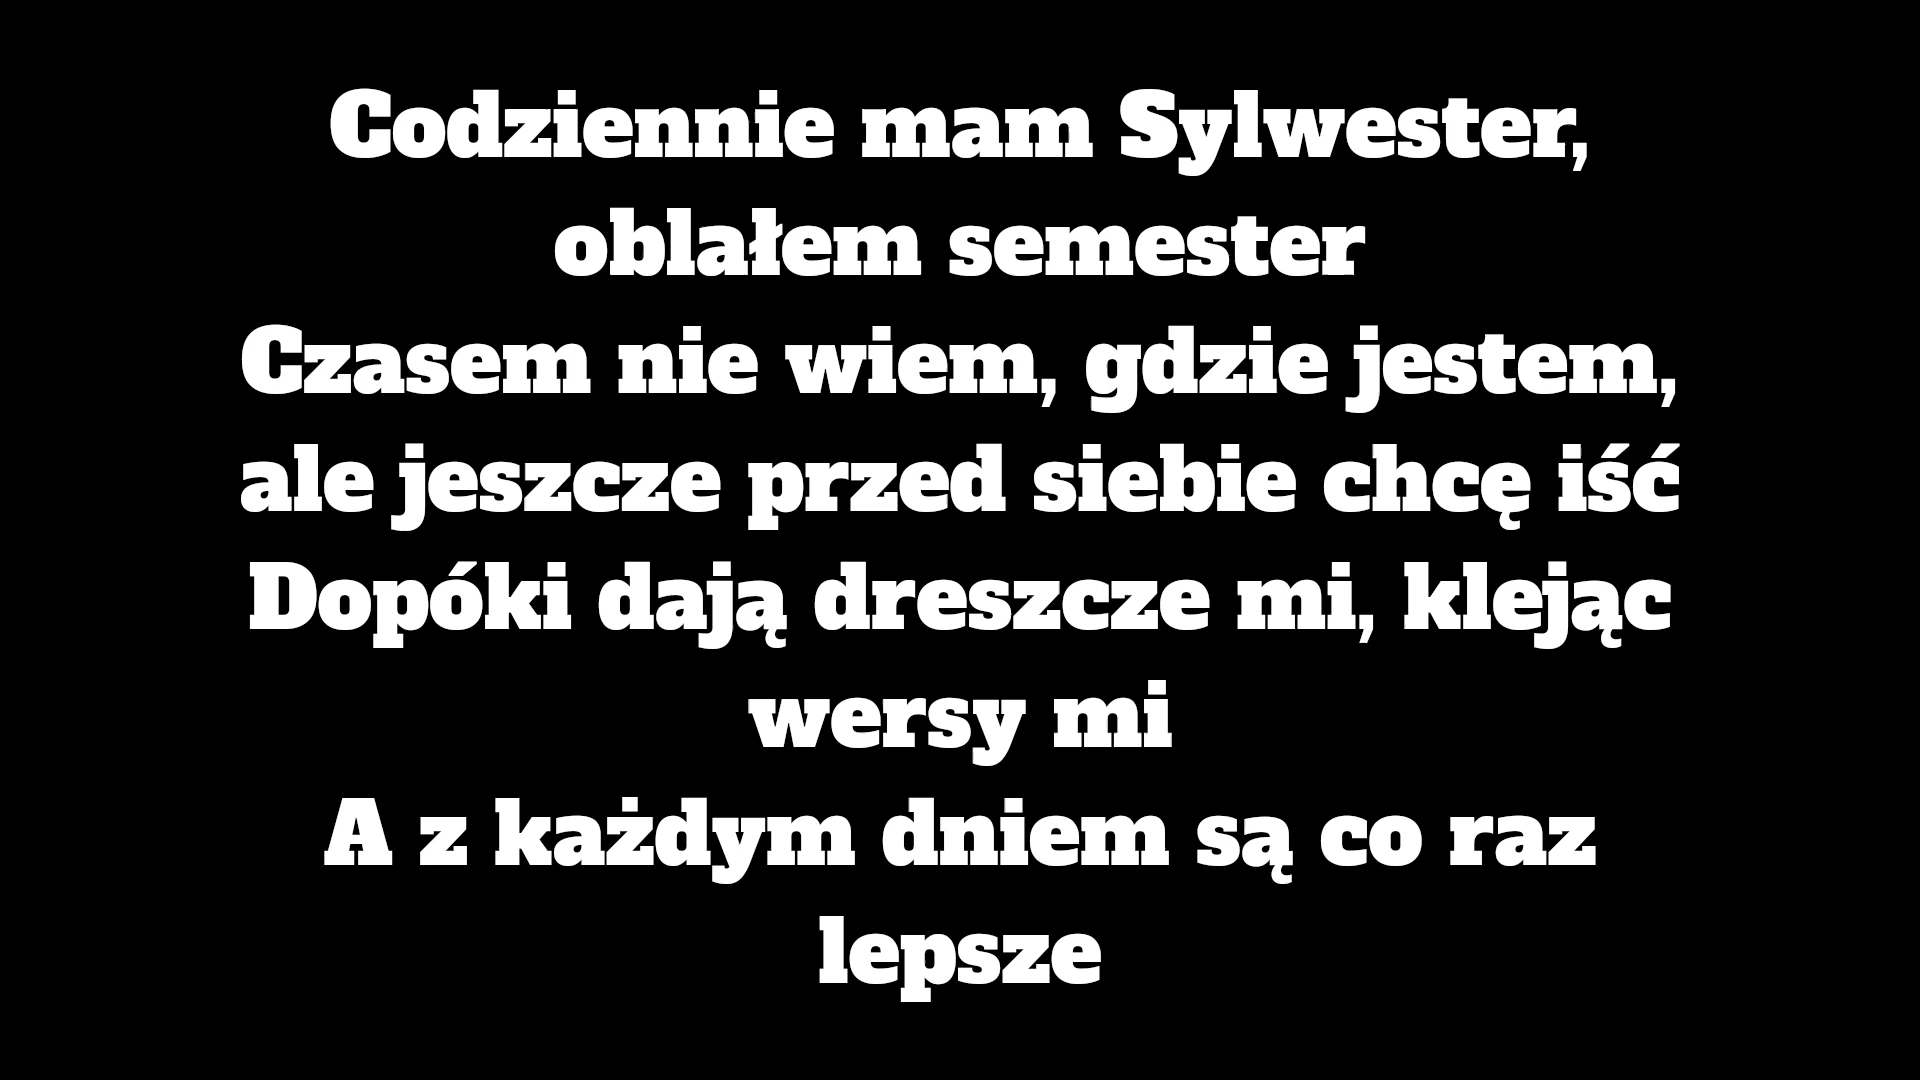 Codziennie mam Sylwester,
oblałem semester
Czasem nie wiem, gdzie jestem,
ale jeszcze przed siebie chcę iść
Dopóki dają dreszcze mi, klejąc
wersy mi
A z każdym dniem są co raz
lepsze